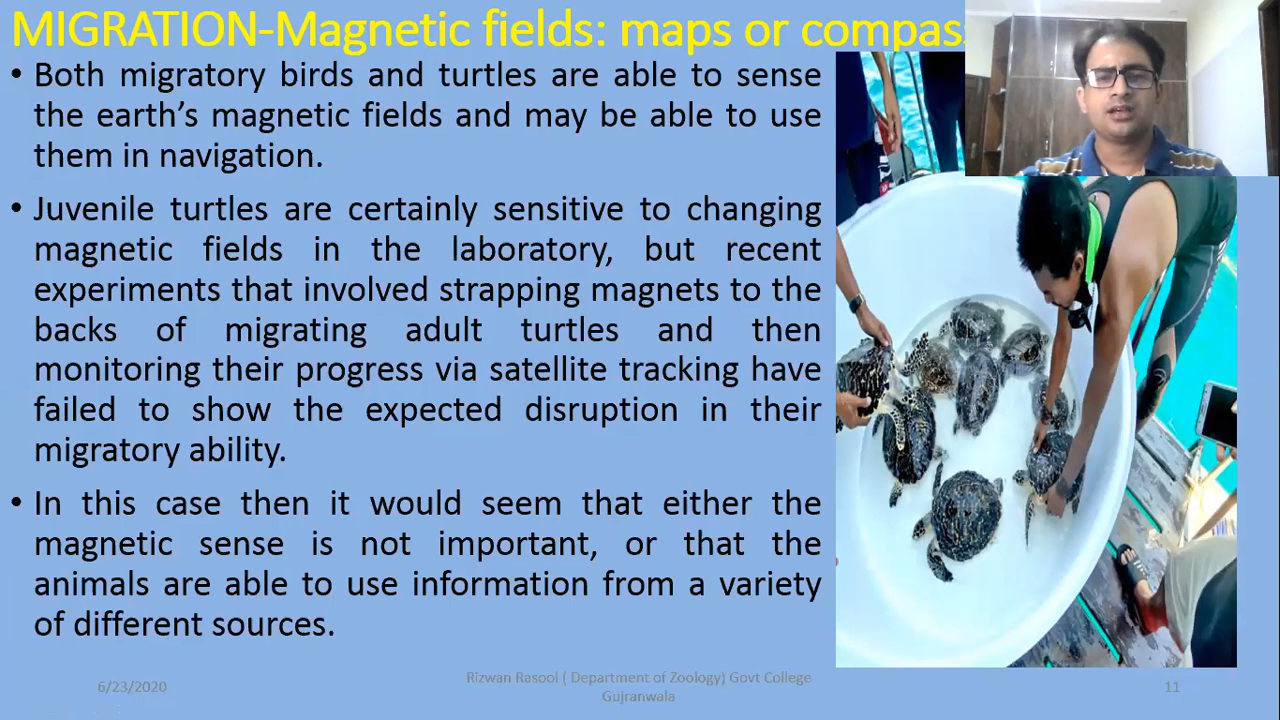 MIGRATION-Magnetic fields: maps or compas
• Both migratory birds and turtles are able to sense
the earth’s magnetic fields and may be able to use
them in navigation.
• Juvenile turtles are certainly sensitive to changing
magnetic fields in the laboratory, but recent
experiments that involved strapping magnets to the
backs of migrating adult turtles and then
monitoring their progress via satellite tracking have
failed to show the expected disruption in their
migratory ability.
• In this case then it would seem that either the
magnetic sense is not important, or that the
animals are able to use information from a variety
of different sources.
6/23/2020
Rizwan Rasool ( Department of Zoology) Govt College
Gujranwala
11